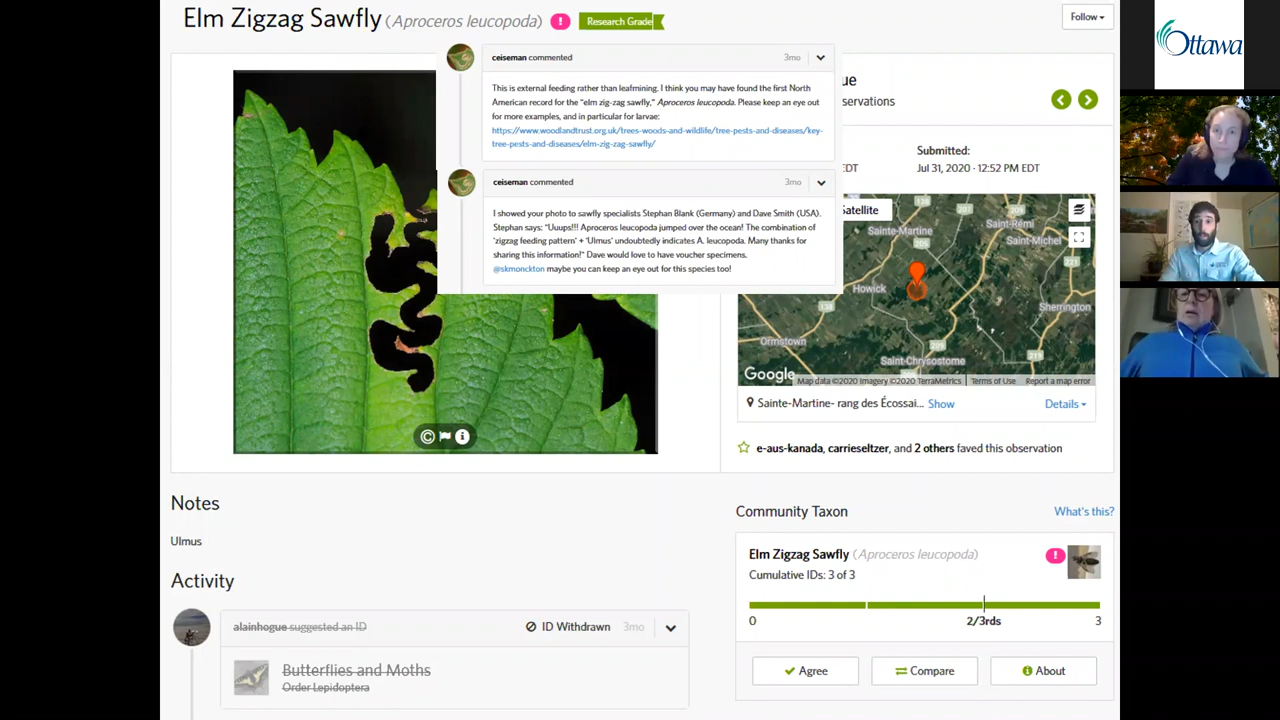 Elm Zigzag Sawfly (Aproceros leucopoda) ! Research Grade
Follow
ceiseman commented 3mo
This is external feeding rather than leafmining. I think you may have found the first North
American record for the "elm zig-zag sawfly," Aproceros leucopoda. Please keep an eye out
for more examples, and in particular for larvae:
https://www.woodlandtrust.org.uk/trees-woods-and-wildlife/tree-pests-and-diseases/key-
tree-pests-and-diseases/elm-zig-zag-sawfly/
ceiseman commented 3mo
I showed your photo to sawfly specialists Stephan Blank (Germany) and Dave Smith (USA).
Stephan says: "Uuups!!! Aproceros leucopoda jumped over the ocean! The combination of
'zigzag feeding pattern' + 'Ulmus' undoubtedly indicates A. leucopoda. Many thanks for
sharing this information!" Dave would love to have voucher specimens.
@skmonckton maybe you can keep an eye out for this species too!
ue
servations
Submitted:
DT
Jul 31, 2020 · 12:52 PM EDT
Satellite
138
201
Saint-Rémi
205
209
Sainte-Martine
Saint-Michel
221
Howick
138
Sherrington
Ormstown
209
219
Saint-Chrysostome
Google
Map data ©2020 Imagery ©2020 TerraMetrics
Terms of Use
Report a map error
Sainte-Martine- rang des Écossai... Show
Details
e-aus-kanada, carrieseltzer, and 2 others faved this observation
Notes
Ulmus
Activity
alainhogue suggested an ID
ID Withdrawn 3mo
Butterflies and Moths
Order Lepidoptera
Community Taxon
What's this?
Elm Zigzag Sawfly (Aproceros leucopoda) !
Cumulative IDs: 3 of 3
0 2/3rds 3
Agree
Compare
About
Ottawa